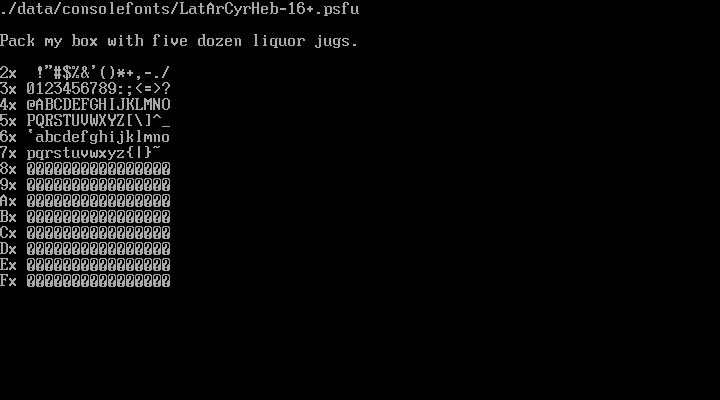 ./data/consolefonts/LatArCyrHeb-16+.psfu
Pack my box with five dozen liquor jugs.
2x  !"#$%&'()*+,-./
3x 0123456789:;<=>?
4x @ABCDEFGHIJKLMNO
5x PQRSTUVWXYZ[\]^_
6x `abcdefghijklmno
7x pqrstuvwxyz{|}~
8x ����������������
9x ����������������
Ax ����������������
Bx ����������������
Cx ����������������
Dx ����������������
Ex ����������������
Fx ����������������